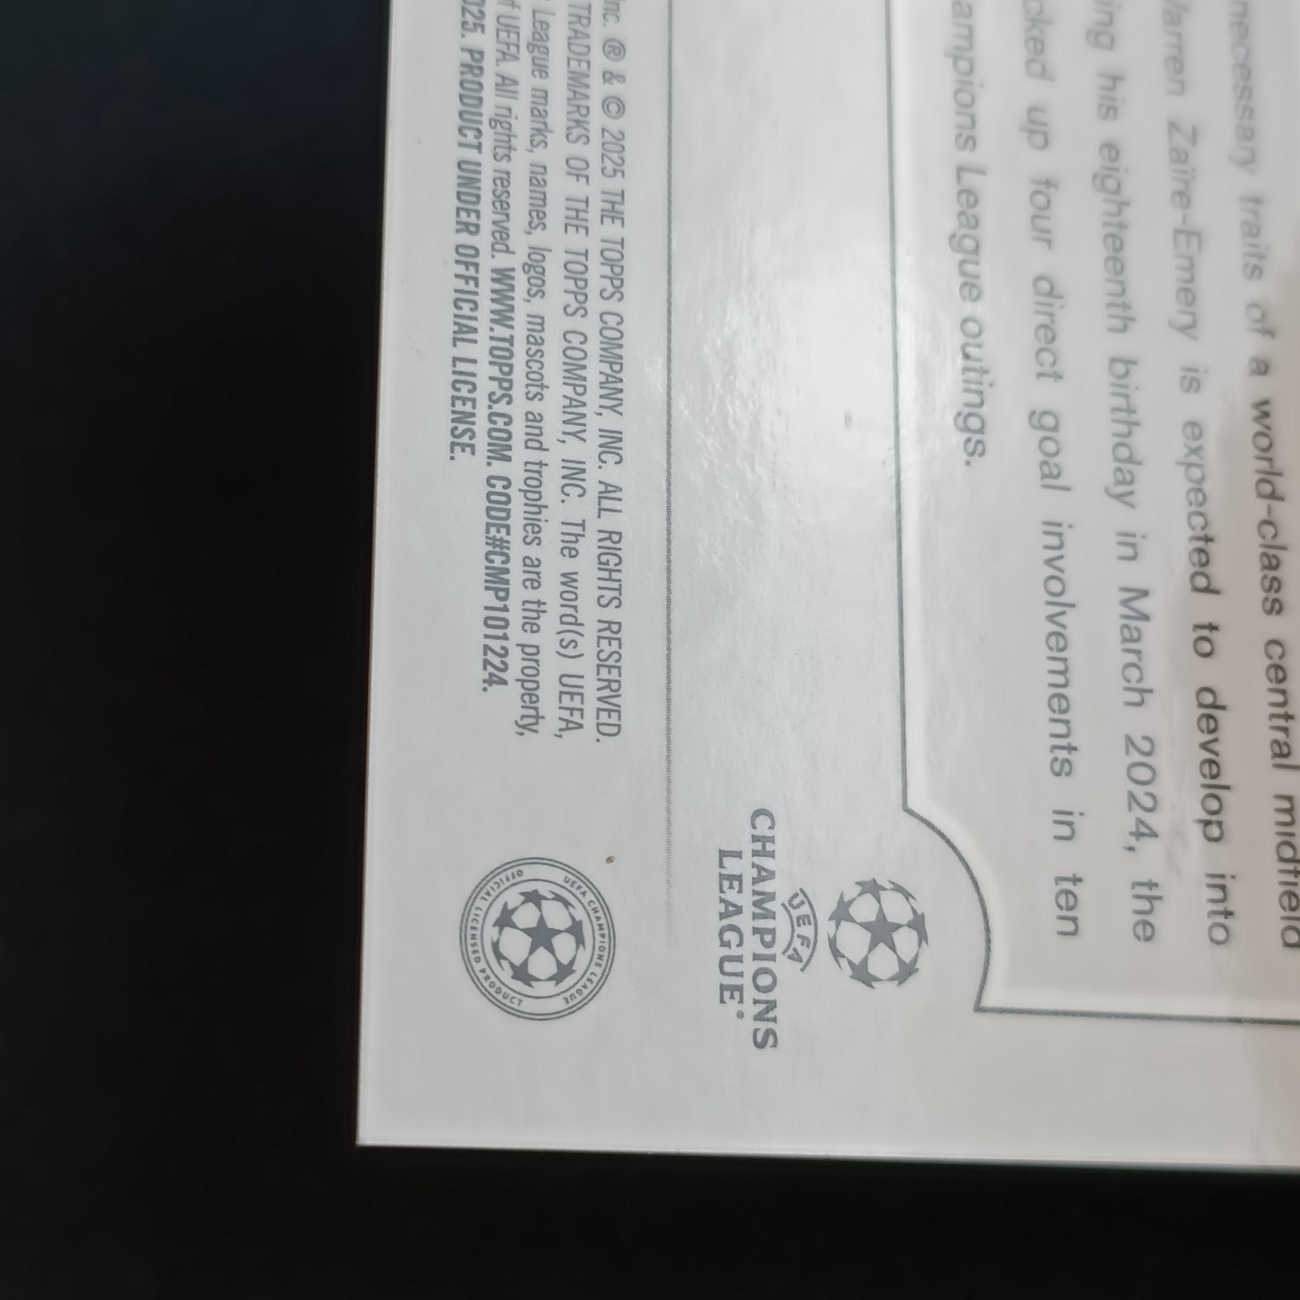 necessary traits of a world-class central midfield
Warren Zaïre-Emery is expected to develop into
ing his eighteenth birthday in March 2024, the
cked up four direct goal involvements in ten
ampions League outings.
UEFA
CHAMPIONS
LEAGUE®
nc. ® & © 2025 THE TOPPS COMPANY, INC. ALL RIGHTS RESERVED.
TRADEMARKS OF THE TOPPS COMPANY, INC. The word(s) UEFA,
League marks, names, logos, mascots and trophies are the property,
f UEFA. All rights reserved. WWW.TOPPS.COM. CODE#CMP101224.
025. PRODUCT UNDER OFFICIAL LICENSE.
UEFA CHAMPIONS LEAGUE
OFFICIAL LICENSED PRODUCT